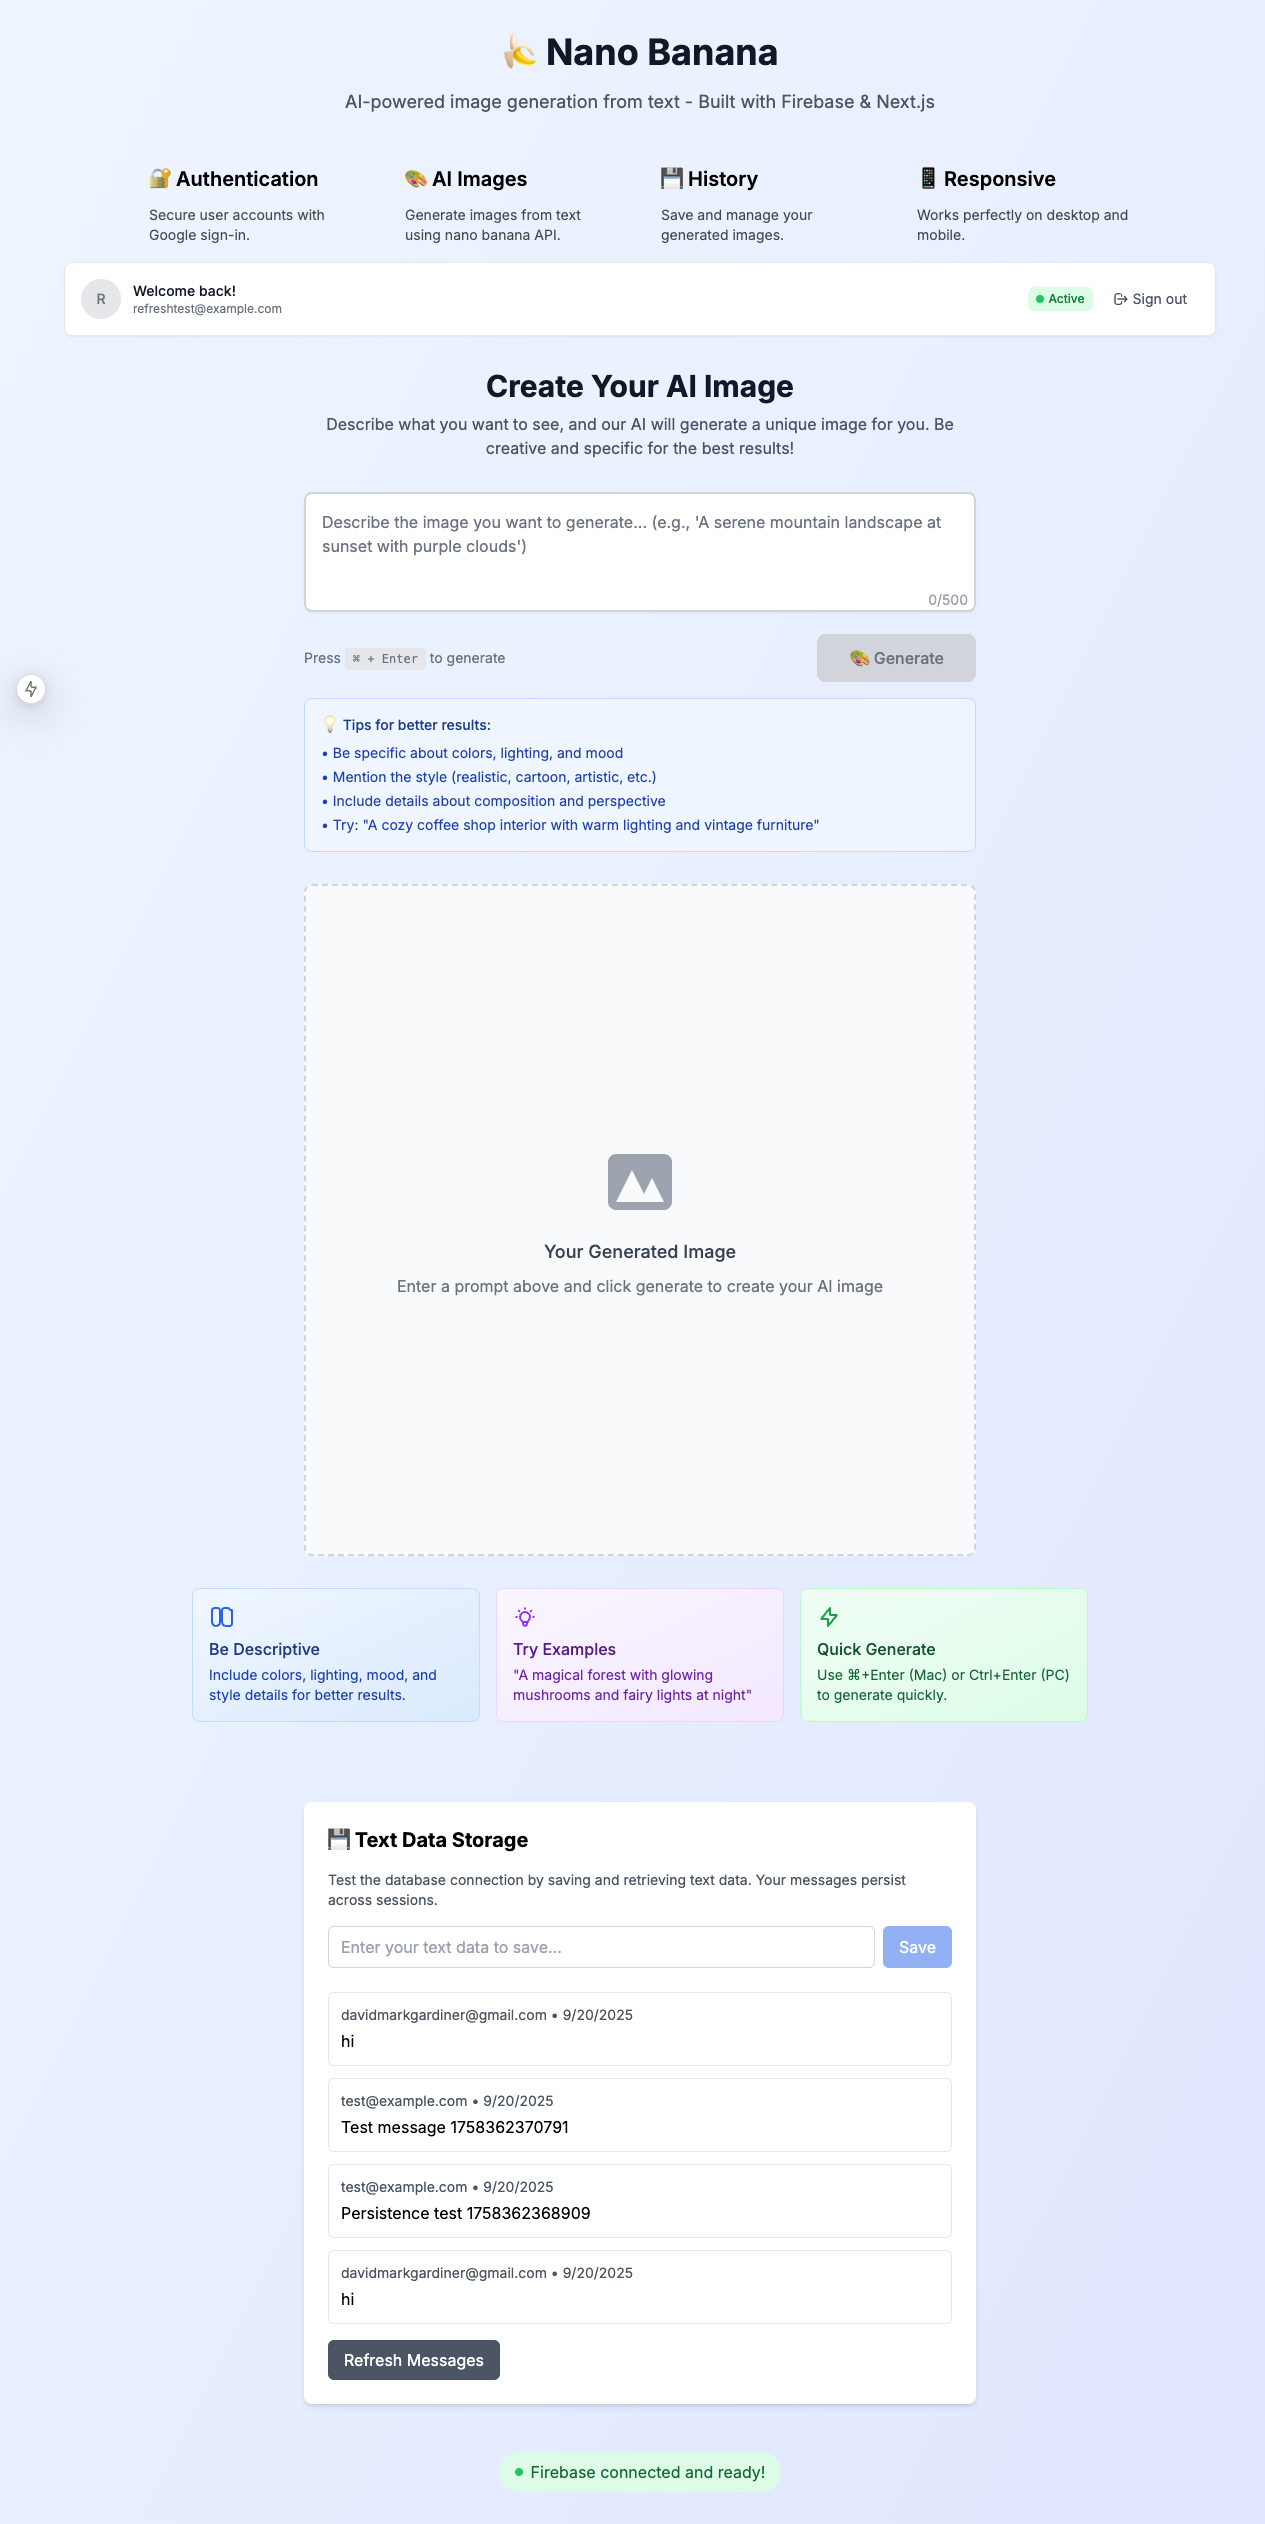 🍌 Nano Banana
AI-powered image generation from text - Built with Firebase & Next.js
🔐 Authentication
Secure user accounts with
Google sign-in.
🎨 AI Images
Generate images from text
using nano banana API.
💾 History
Save and manage your
generated images.
📱 Responsive
Works perfectly on desktop and
mobile.
R
Welcome back!
refreshtest@example.com
Active
Sign out
Create Your AI Image
Describe what you want to see, and our AI will generate a unique image for you. Be
creative and specific for the best results!
Describe the image you want to generate... (e.g., 'A serene mountain landscape at
sunset with purple clouds')
0/500
Press ⌘ + Enter to generate
🎨 Generate
💡 Tips for better results:
• Be specific about colors, lighting, and mood
• Mention the style (realistic, cartoon, artistic, etc.)
• Include details about composition and perspective
• Try: "A cozy coffee shop interior with warm lighting and vintage furniture"
Your Generated Image
Enter a prompt above and click generate to create your AI image
Be Descriptive
Include colors, lighting, mood, and
style details for better results.
Try Examples
"A magical forest with glowing
mushrooms and fairy lights at night"
Quick Generate
Use ⌘+Enter (Mac) or Ctrl+Enter (PC)
to generate quickly.
💾 Text Data Storage
Test the database connection by saving and retrieving text data. Your messages persist
across sessions.
Enter your text data to save...
Save
davidmarkgardiner@gmail.com • 9/20/2025
hi
test@example.com • 9/20/2025
Test message 1758362370791
test@example.com • 9/20/2025
Persistence test 1758362368909
davidmarkgardiner@gmail.com • 9/20/2025
hi
Refresh Messages
Firebase connected and ready!